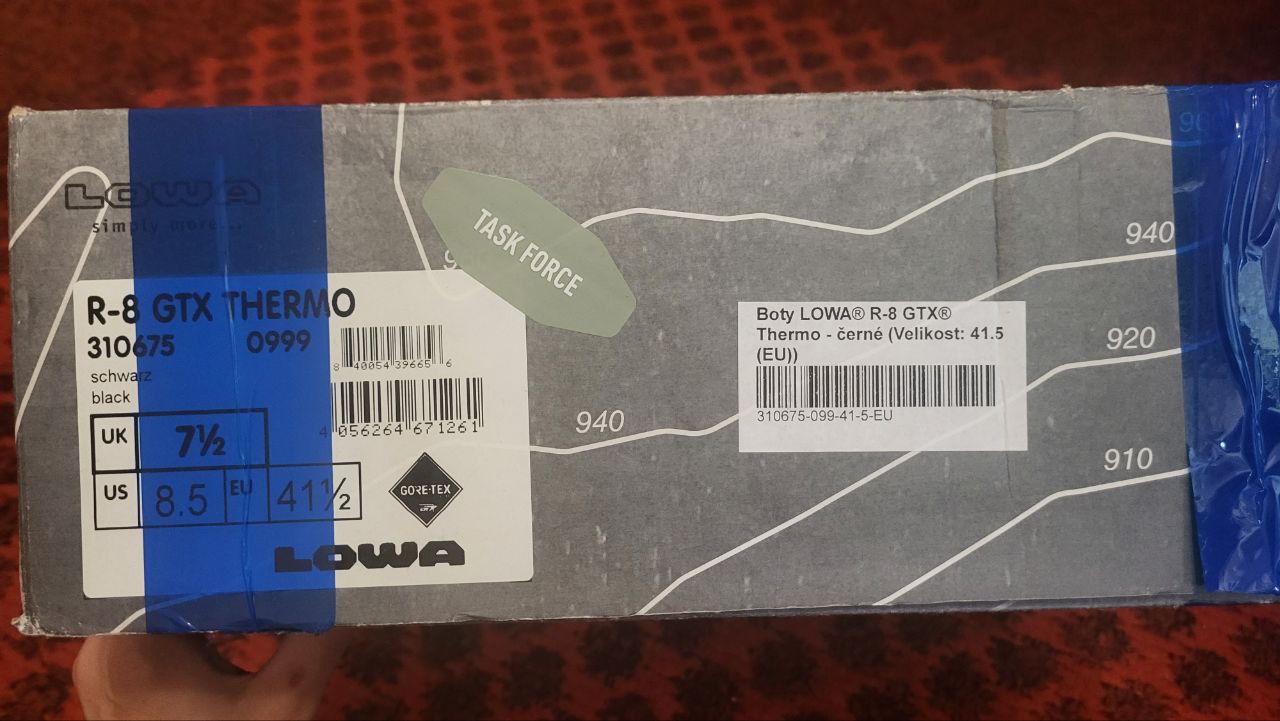 LOWA
simply more...
TASK FORCE
R-8 GTX THERMO
310675 0999
schwarz
black
8 40054 39665 6
4 056264 671261
UK 7½
US 8.5 EU 41½
GORE-TEX
LOWA
940
Boty LOWA® R-8 GTX®
Thermo - černé (Velikost: 41.5
(EU))
310675-099-41-5-EU
940
920
910